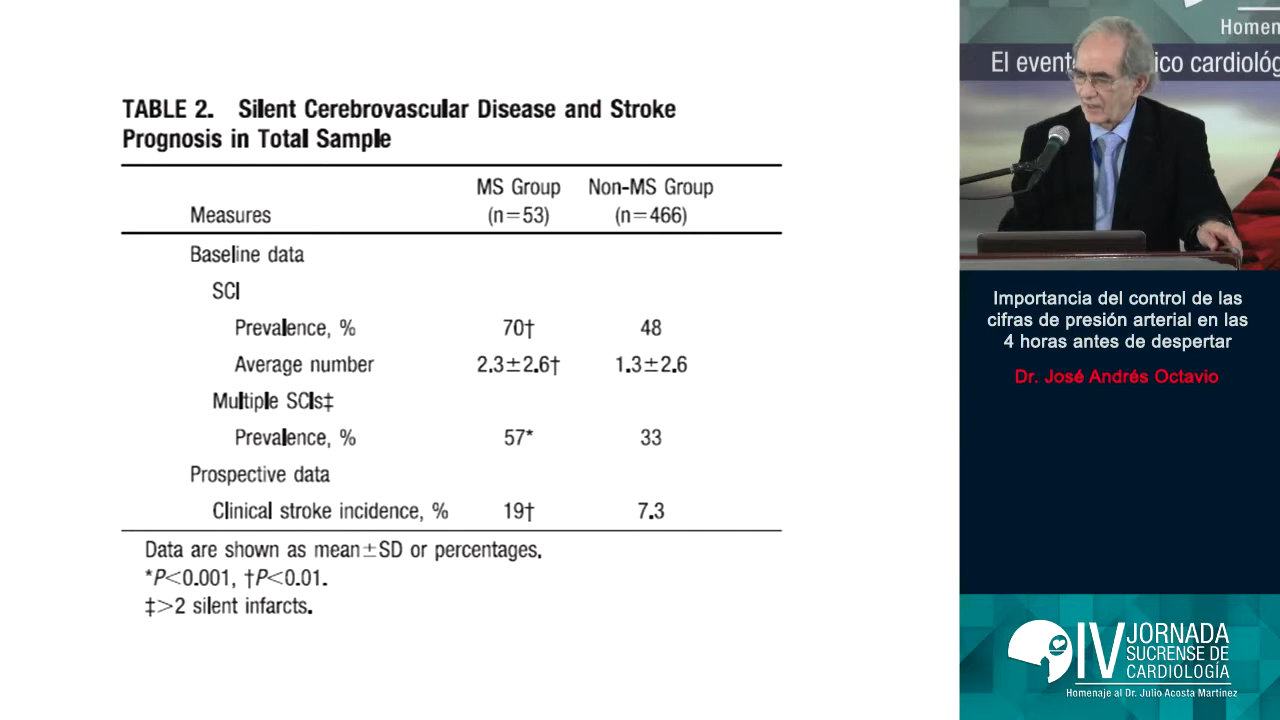 TABLE 2. Silent Cerebrovascular Disease and Stroke
Prognosis in Total Sample
MS Group Non-MS Group
Measures (n=53) (n=466)
Baseline data
SCI
Prevalence, % 70† 48
Average number 2.3±2.6† 1.3±2.6
Multiple SCIs‡
Prevalence, % 57* 33
Prospective data
Clinical stroke incidence, % 19† 7.3
Data are shown as mean±SD or percentages.
*P<0.001, †P<0.01.
‡>2 silent infarcts.
Homen
El event ico cardiológ
Importancia del control de las
cifras de presión arterial en las
4 horas antes de despertar
Dr. José Andrés Octavio
IV JORNADA
SUCRENSE DE
CARDIOLOGÍA
Homenaje al Dr. Julio Acosta Martínez